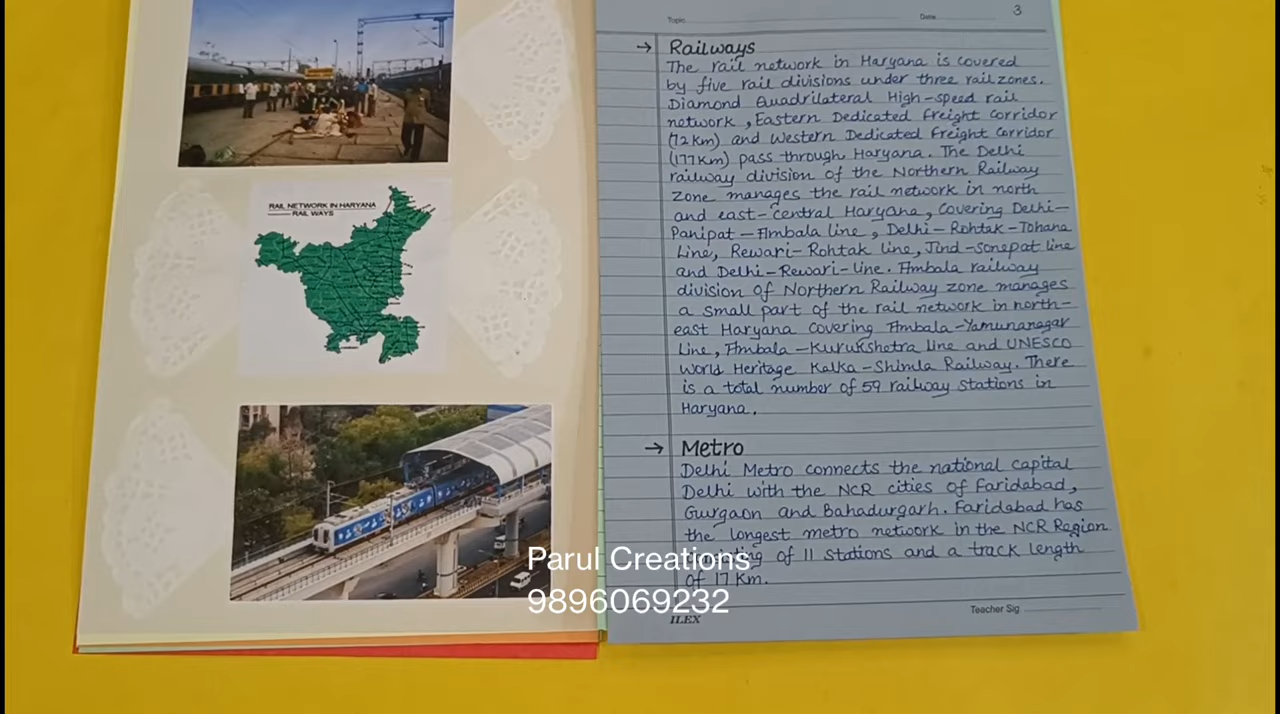 RAIL NETWORK IN HARYANA
RAIL WAYS
Topic
Date
3
→ Railways
The rail network in Haryana is covered
by five rail divisions under three rail zones.
Diamond Quadrilateral High-speed rail
network, Eastern Dedicated Freight Corridor
(72Km) and Western Dedicated Freight Corridor
(177Km) pass through Haryana. The Delhi
railway division of the Northern Railway
zone manages the rail network in north
and east-central Haryana, Covering Delhi-
Panipat-Ambala line, Delhi-Rohtak-Tohana
Line, Rewari-Rohtak line, Jind-Sonepat line
and Delhi-Rewari-line. Ambala railway
division of Northern Railway zone manages
a small part of the rail network in north-
east Haryana Covering Ambala-Yamunanagar
Line, Ambala-Kurukshetra line and UNESCO
World Heritage Kalka-Shimla Railway. There
is a total number of 59 railway stations in
Haryana.
→ Metro
Delhi Metro connects the national capital
Delhi with the NCR cities of Faridabad,
Gurgaon and Bahadurgarh. Faridabad has
the longest metro network in the NCR Region
of 11 stations and a track length
of 17 Km.
Parul Creations
9896069232
Teacher Sig
ILEX